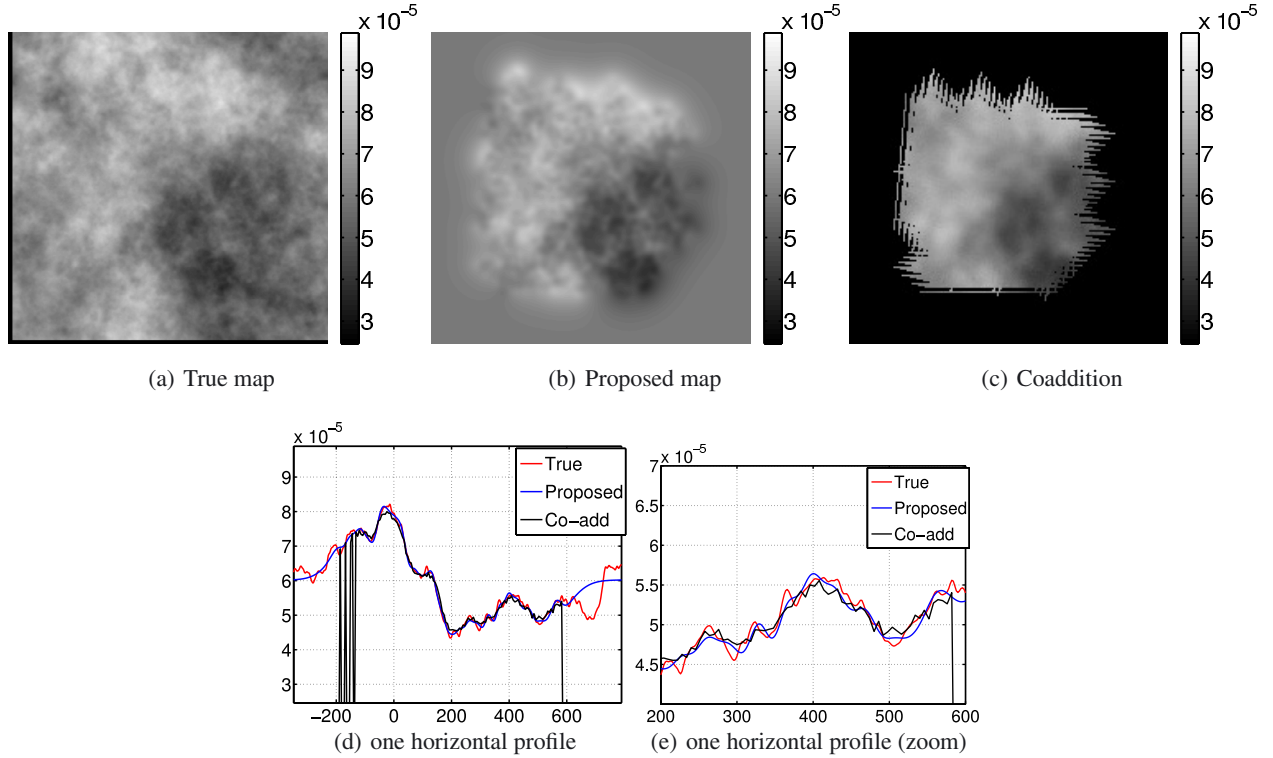 x 10⁻⁵ x 10⁻⁵ x 10⁻⁵
9 9 9
8 8 8
7 7 7
6 6 6
5 5 5
4 4 4
3 3 3
(a) True map (b) Proposed map (c) Coaddition
x 10⁻⁵
9
8
7
6
5
4
3
−200 0 200 400 600
True
Proposed
Co−add
(d) one horizontal profile
x 10⁻⁵
7
6.5
6
5.5
5
4.5
200 300 400 500 600
True
Proposed
Co−add
(e) one horizontal profile (zoom)